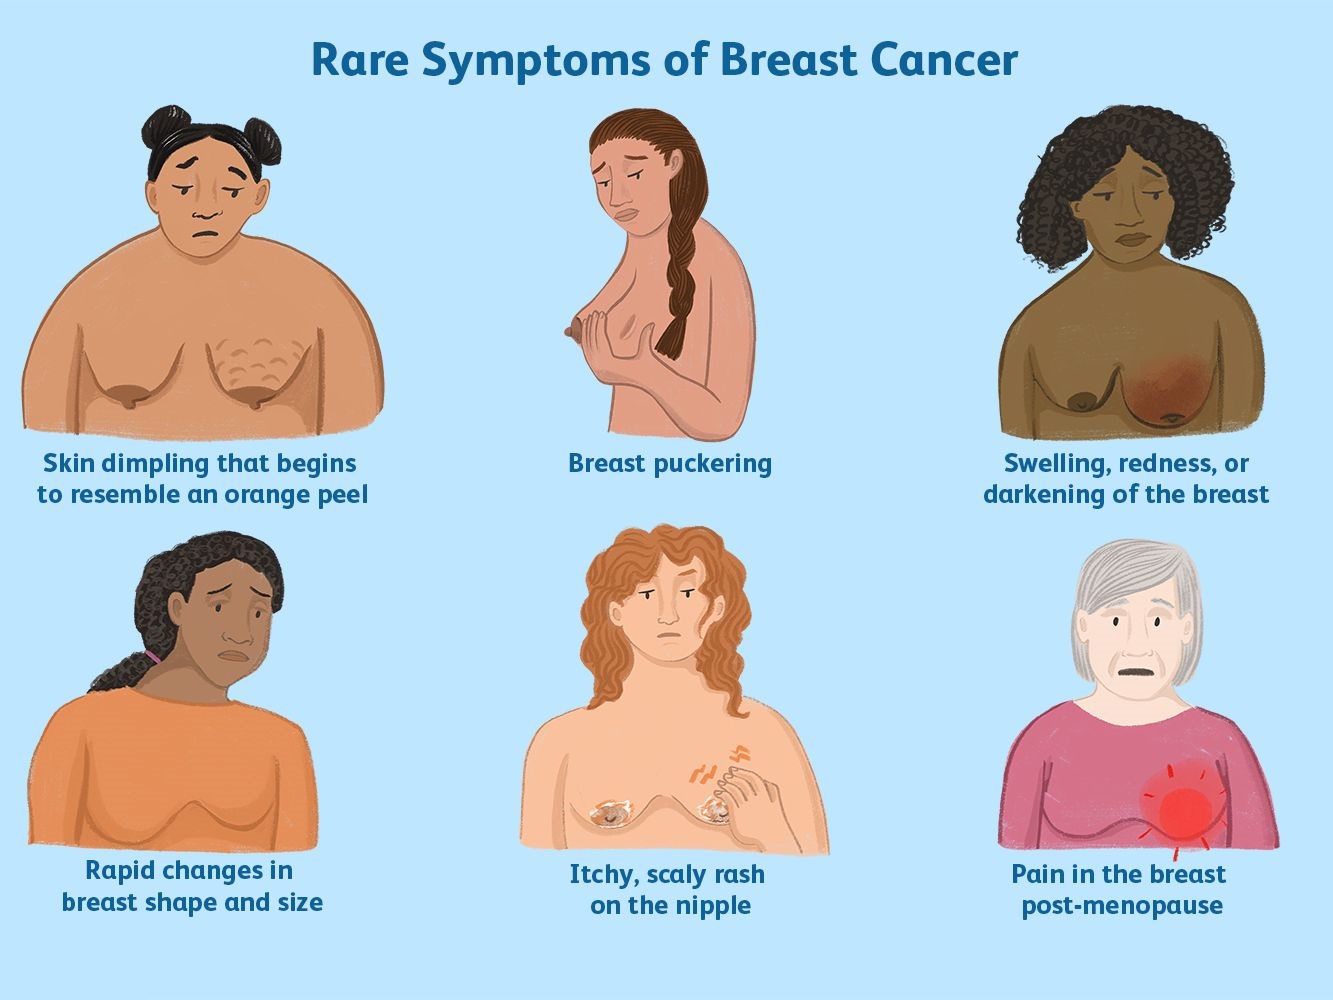 Rare Symptoms of Breast Cancer
Skin dimpling that begins
to resemble an orange peel
Breast puckering
Swelling, redness, or
darkening of the breast
Rapid changes in
breast shape and size
Itchy, scaly rash
on the nipple
Pain in the breast
post-menopause